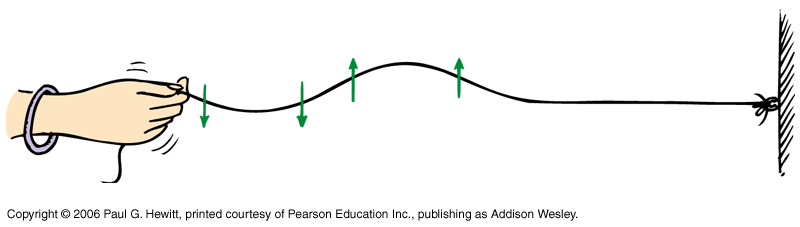 Copyright © 2006 Paul G. Hewitt, printed courtesy of Pearson Education Inc., publishing as Addison Wesley.